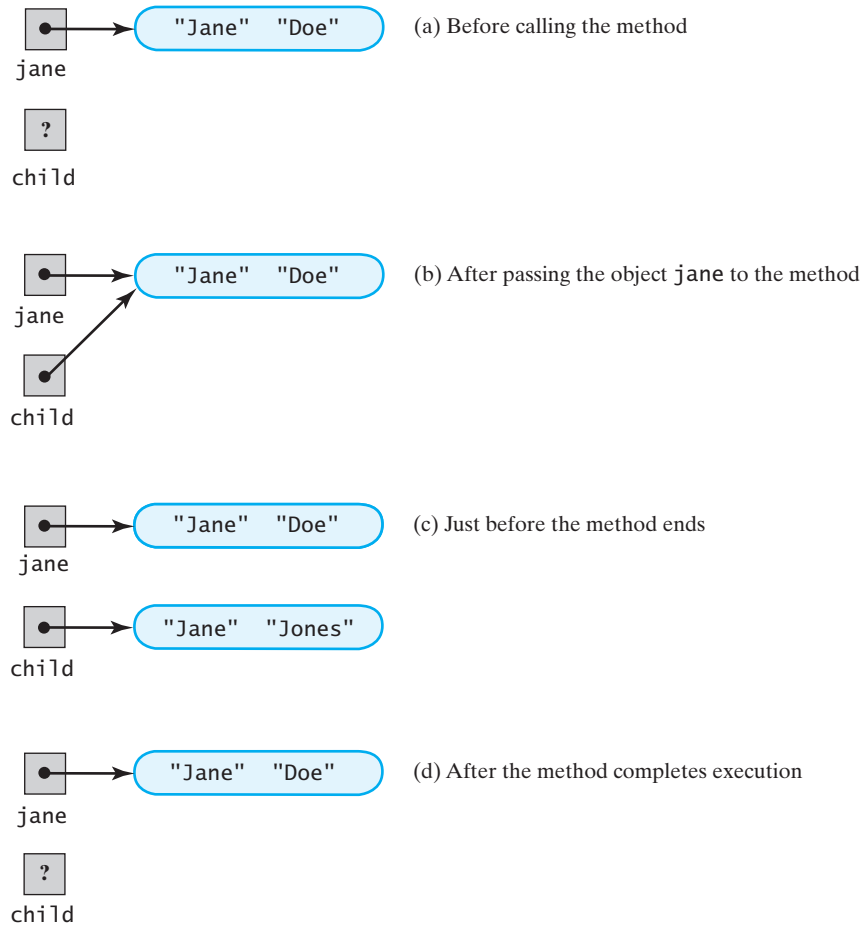 "Jane" "Doe" (a) Before calling the method
jane
?
child
"Jane" "Doe" (b) After passing the object jane to the method
jane
child
"Jane" "Doe" (c) Just before the method ends
jane
"Jane" "Jones"
child
"Jane" "Doe" (d) After the method completes execution
jane
?
child